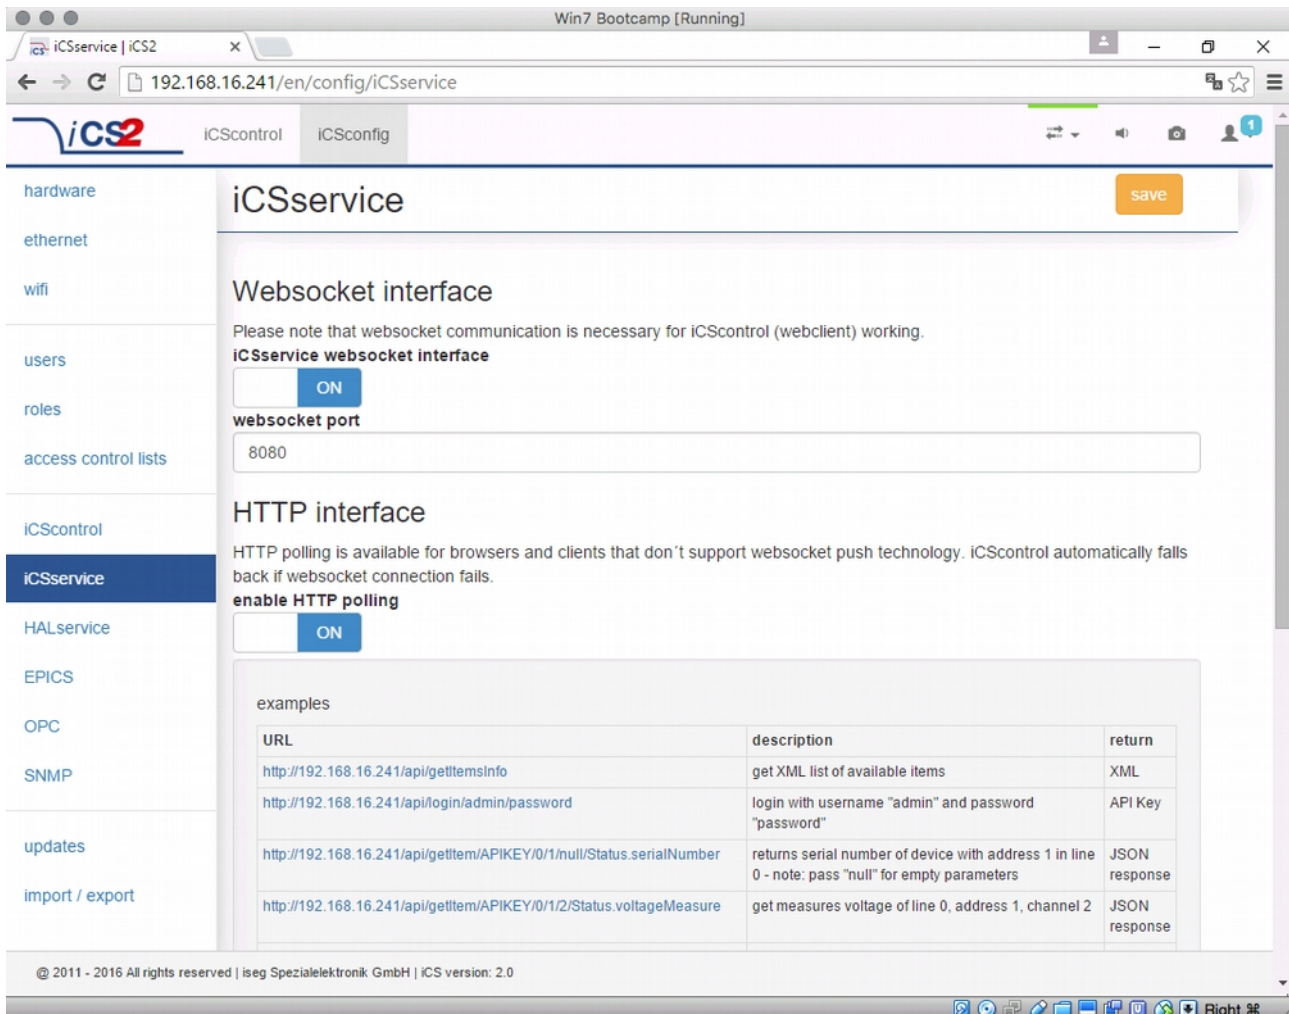 Win7 Bootcamp [Running]
iCS iCSservice | iCS2
192.168.16.241/en/config/iCSservice
iCS2 iCScontrol iCSconfig 1
hardware
ethernet
wifi
users
roles
access control lists
iCScontrol
iCSservice
HALservice
EPICS
OPC
SNMP
updates
import / export
iCSservice
save
Websocket interface
Please note that websocket communication is necessary for iCScontrol (webclient) working.
iCSservice websocket interface
ON
websocket port
8080
HTTP interface
HTTP polling is available for browsers and clients that don´t support websocket push technology. iCScontrol automatically falls
back if websocket connection fails.
enable HTTP polling
ON
examples
URL description return
http://192.168.16.241/api/getItemsInfo get XML list of available items XML
http://192.168.16.241/api/login/admin/password login with username "admin" and password API Key
"password"
http://192.168.16.241/api/getItem/APIKEY/0/1/null/Status.serialNumber returns serial number of device with address 1 in line JSON
0 - note: pass "null" for empty parameters response
http://192.168.16.241/api/getItem/APIKEY/0/1/2/Status.voltageMeasure get measures voltage of line 0, address 1, channel 2 JSON
response
@ 2011 - 2016 All rights reserved | iseg Spezialelektronik GmbH | iCS version: 2.0
Right ⌘